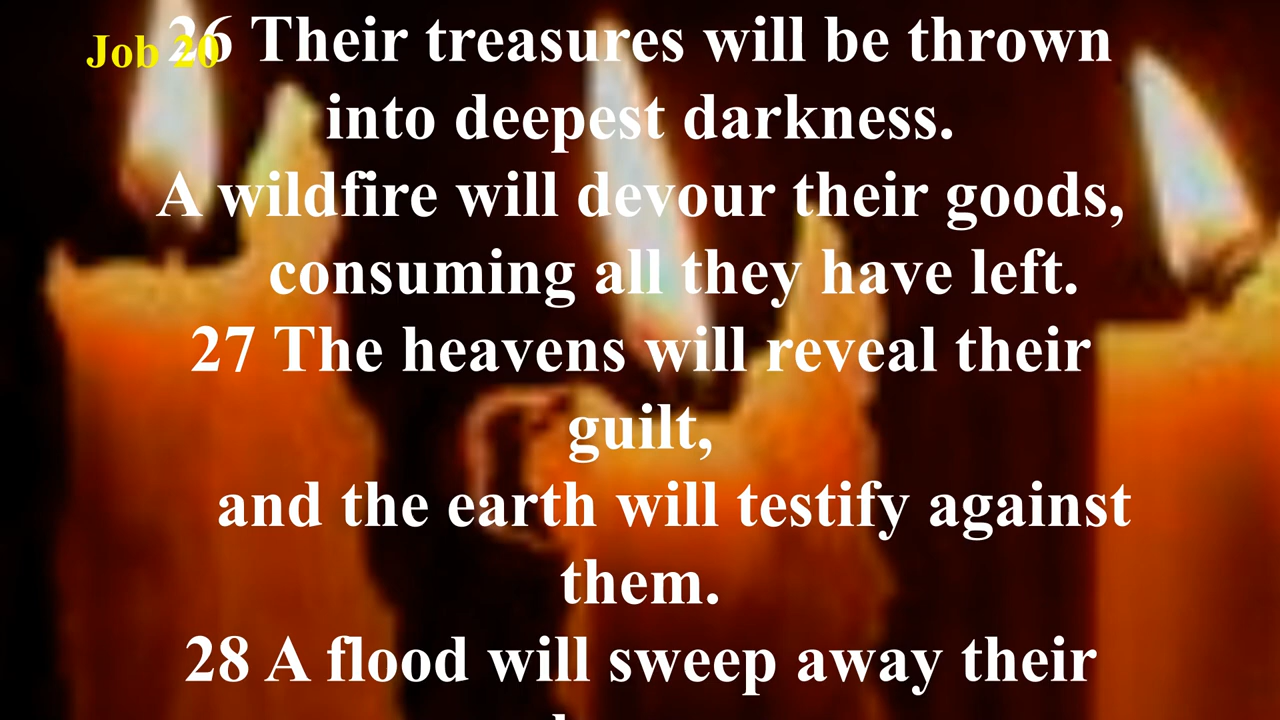 Job 20
26 Their treasures will be thrown
into deepest darkness.
A wildfire will devour their goods,
consuming all they have left.
27 The heavens will reveal their
guilt,
and the earth will testify against
them.
28 A flood will sweep away their